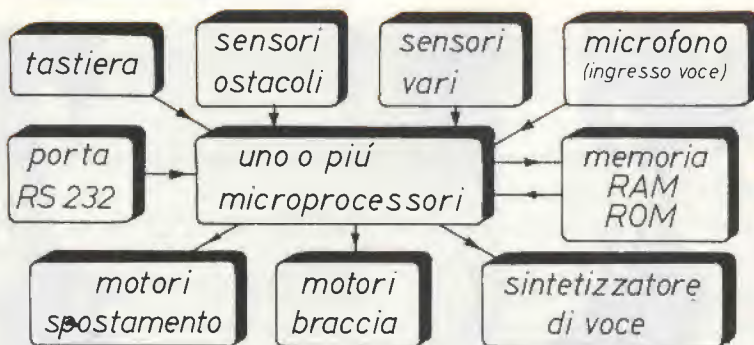 tastiera
sensori
ostacoli
sensori
vari
microfono
(ingresso voce)
porta
RS 232
uno o piú
microprocessori
memoria
RAM
ROM
motori
spostamento
motori
braccia
sintetizzatore
di voce